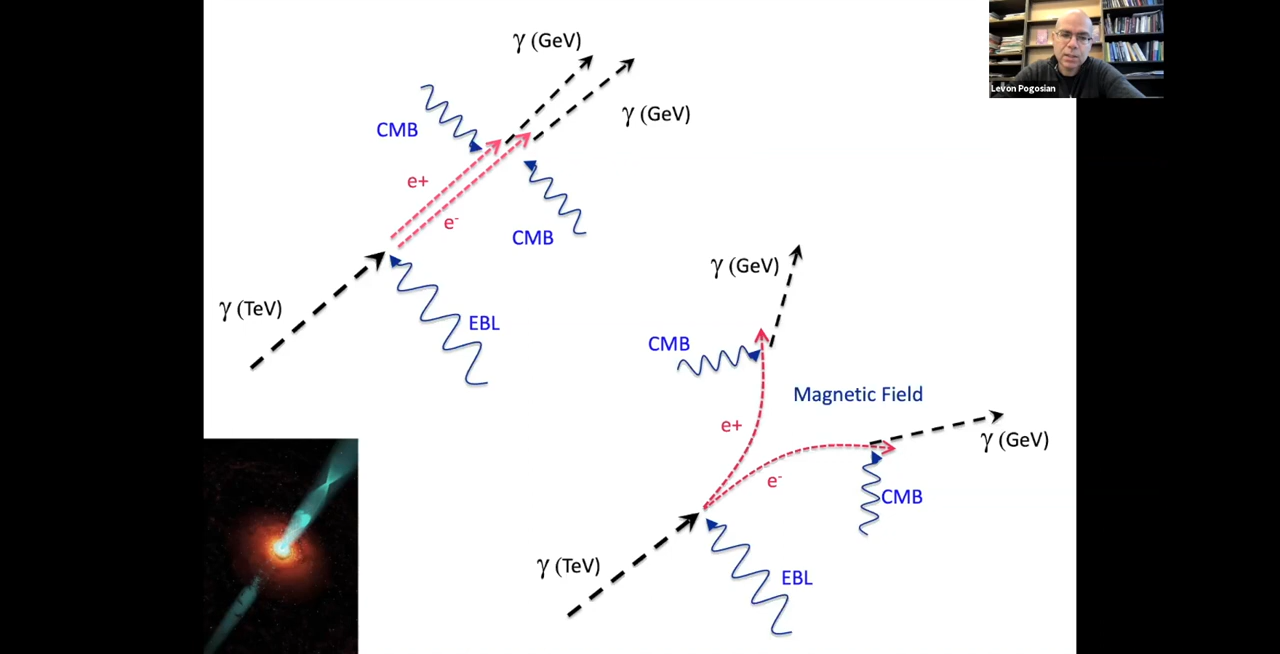 γ (GeV)
γ (GeV)
CMB
e+
e-
CMB
γ (TeV)
EBL
γ (GeV)
CMB
Magnetic Field
e+
γ (GeV)
e-
CMB
γ (TeV)
EBL
Levon Pogosian